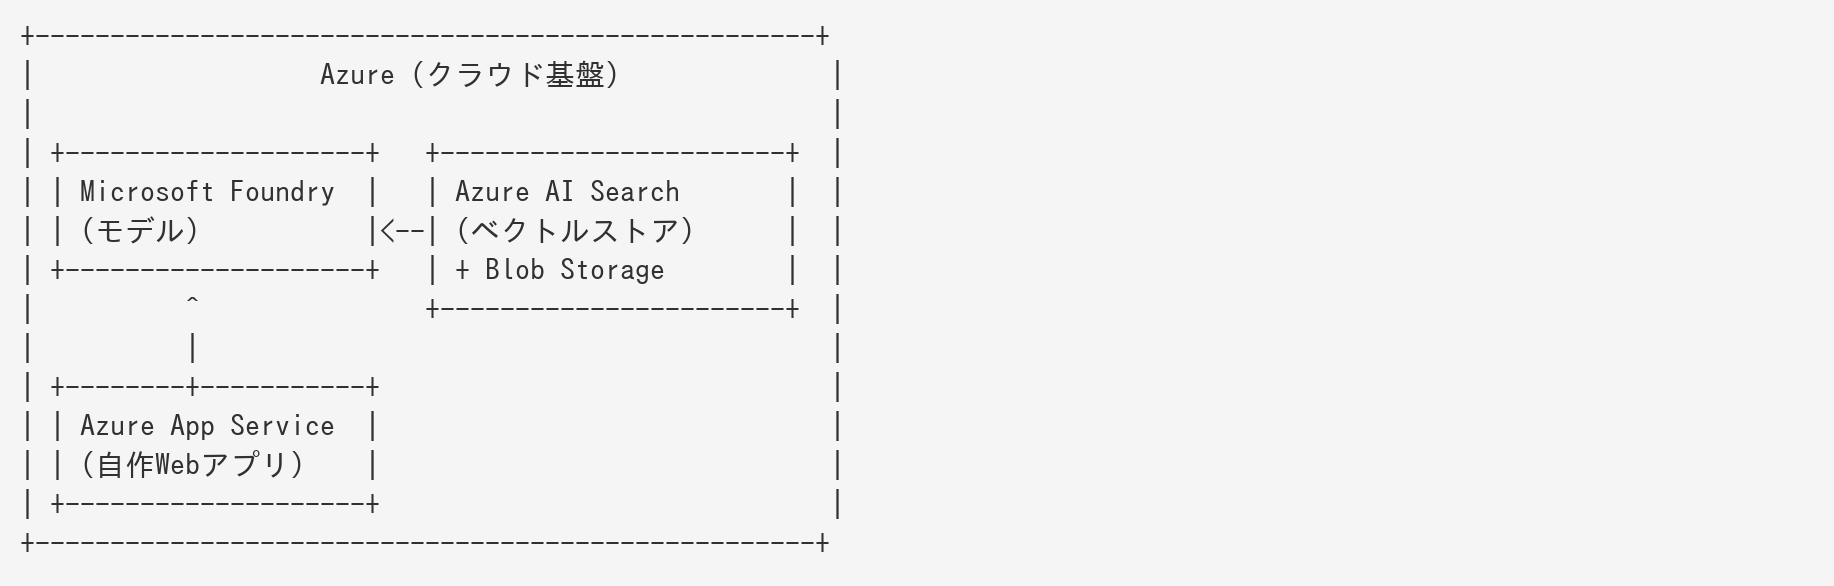 Azure（クラウド基盤）
Microsoft Foundry
（モデル）
Azure AI Search
（ベクトルストア）
+ Blob Storage
Azure App Service
（自作Webアプリ）